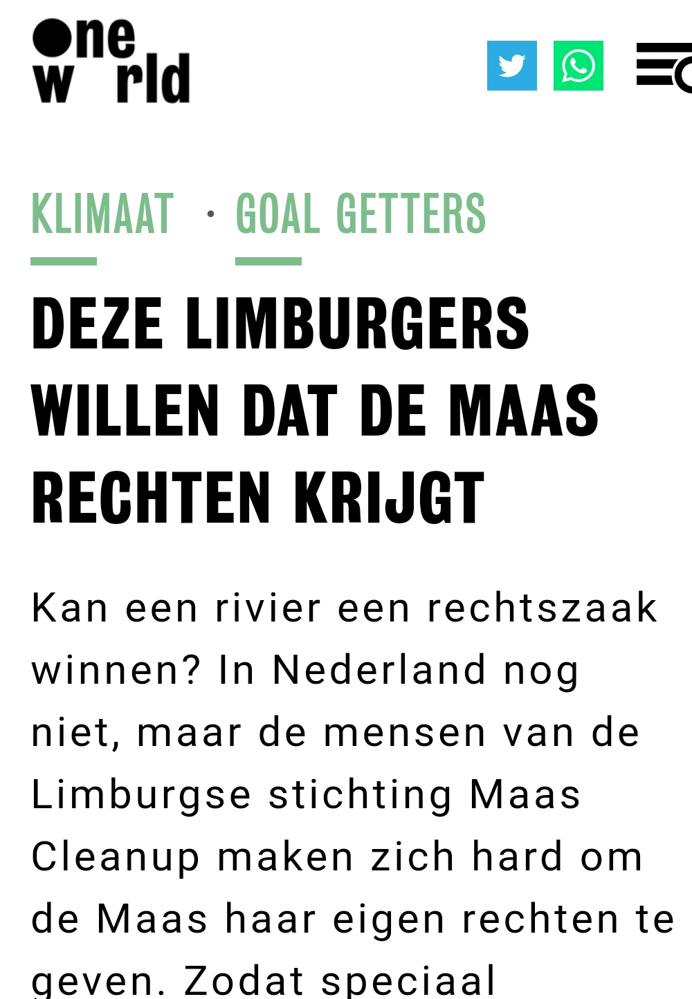 One
world
KLIMAAT · GOAL GETTERS
DEZE LIMBURGERS
WILLEN DAT DE MAAS
RECHTEN KRIJGT
Kan een rivier een rechtszaak
winnen? In Nederland nog
niet, maar de mensen van de
Limburgse stichting Maas
Cleanup maken zich hard om
de Maas haar eigen rechten te
geven. Zodat speciaal